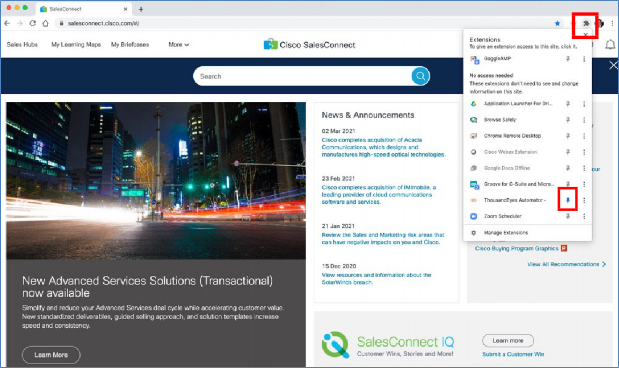 SalesConnect
salesconnect.cisco.com/#/
Sales Hubs
My Learning Maps
My Briefcases
More
Cisco SalesConnect
Search
Extensions
To give an extension access to this site, click it.
GaggleAMP
No access needed
These extensions don't need to see and change
information on this site.
Application Launcher For Dri...
Browse Safely
Chrome Remote Desktop
Cisco Webex Extension
Google Docs Offline
Groove for G-Suite and Micro...
ThousandEyes Automator -
Zoom Scheduler
Manage Extensions
News & Announcements
02 Mar 2021
Cisco completes acquisition of Acacia
Communications, which designs and
manufactures high-speed optical technologies.
23 Feb 2021
Cisco completes acquisition of IMImobile, a
leading provider of cloud communications
software and services.
21 Jan 2021
Review the Sales and Marketing risk areas that
can have negative impacts on you and Cisco.
15 Dec 2020
View resources and information about the
SolarWinds breach.
our
Cisco Buying Program Graphics
View All Recommendations
New Advanced Services Solutions (Transactional)
now available
Simplify and reduce your Advanced Services deal cycle while accelerating customer value.
New standardized deliverables, guided selling approach, and solution templates increase
speed and consistency.
Learn More
SalesConnect IQ
Customer Wins, Stories and More!
Learn more
Submit a Customer Win